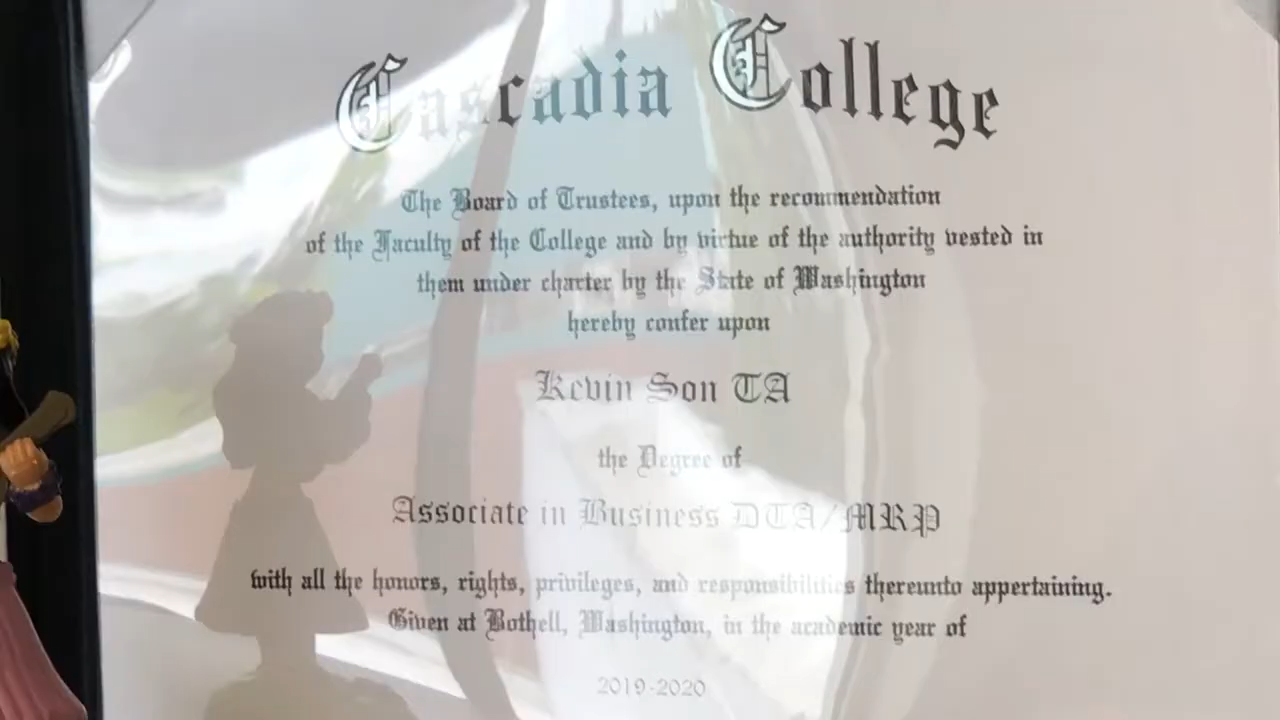 Cascadia College
The Board of Trustees, upon the recommendation
of the Faculty of the College and by virtue of the authority vested in
them under charter by the State of Washington
hereby confer upon
Kevin Son TA
the Degree of
Associate in Business DTA/MRP
with all the honors, rights, privileges, and responsibilities thereunto appertaining.
Given at Bothell, Washington, in the academic year of
2019-2020